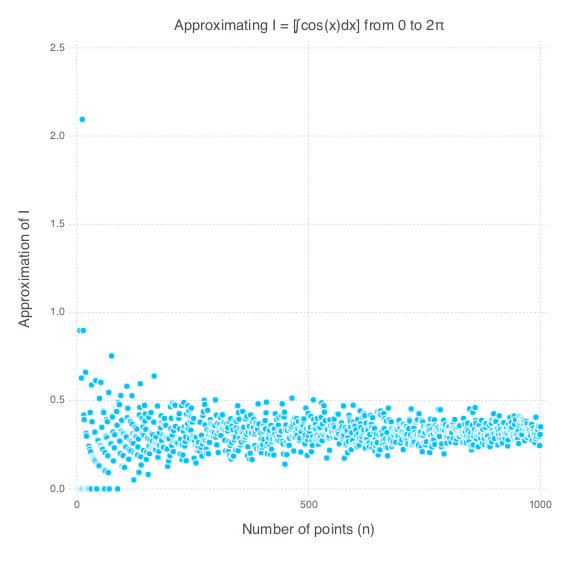 Approximating I = [∫cos(x)dx] from 0 to 2π
2.5
2.0
1.5
1.0
0.5
0.0
Approximation of I
0 500 1000
Number of points (n)